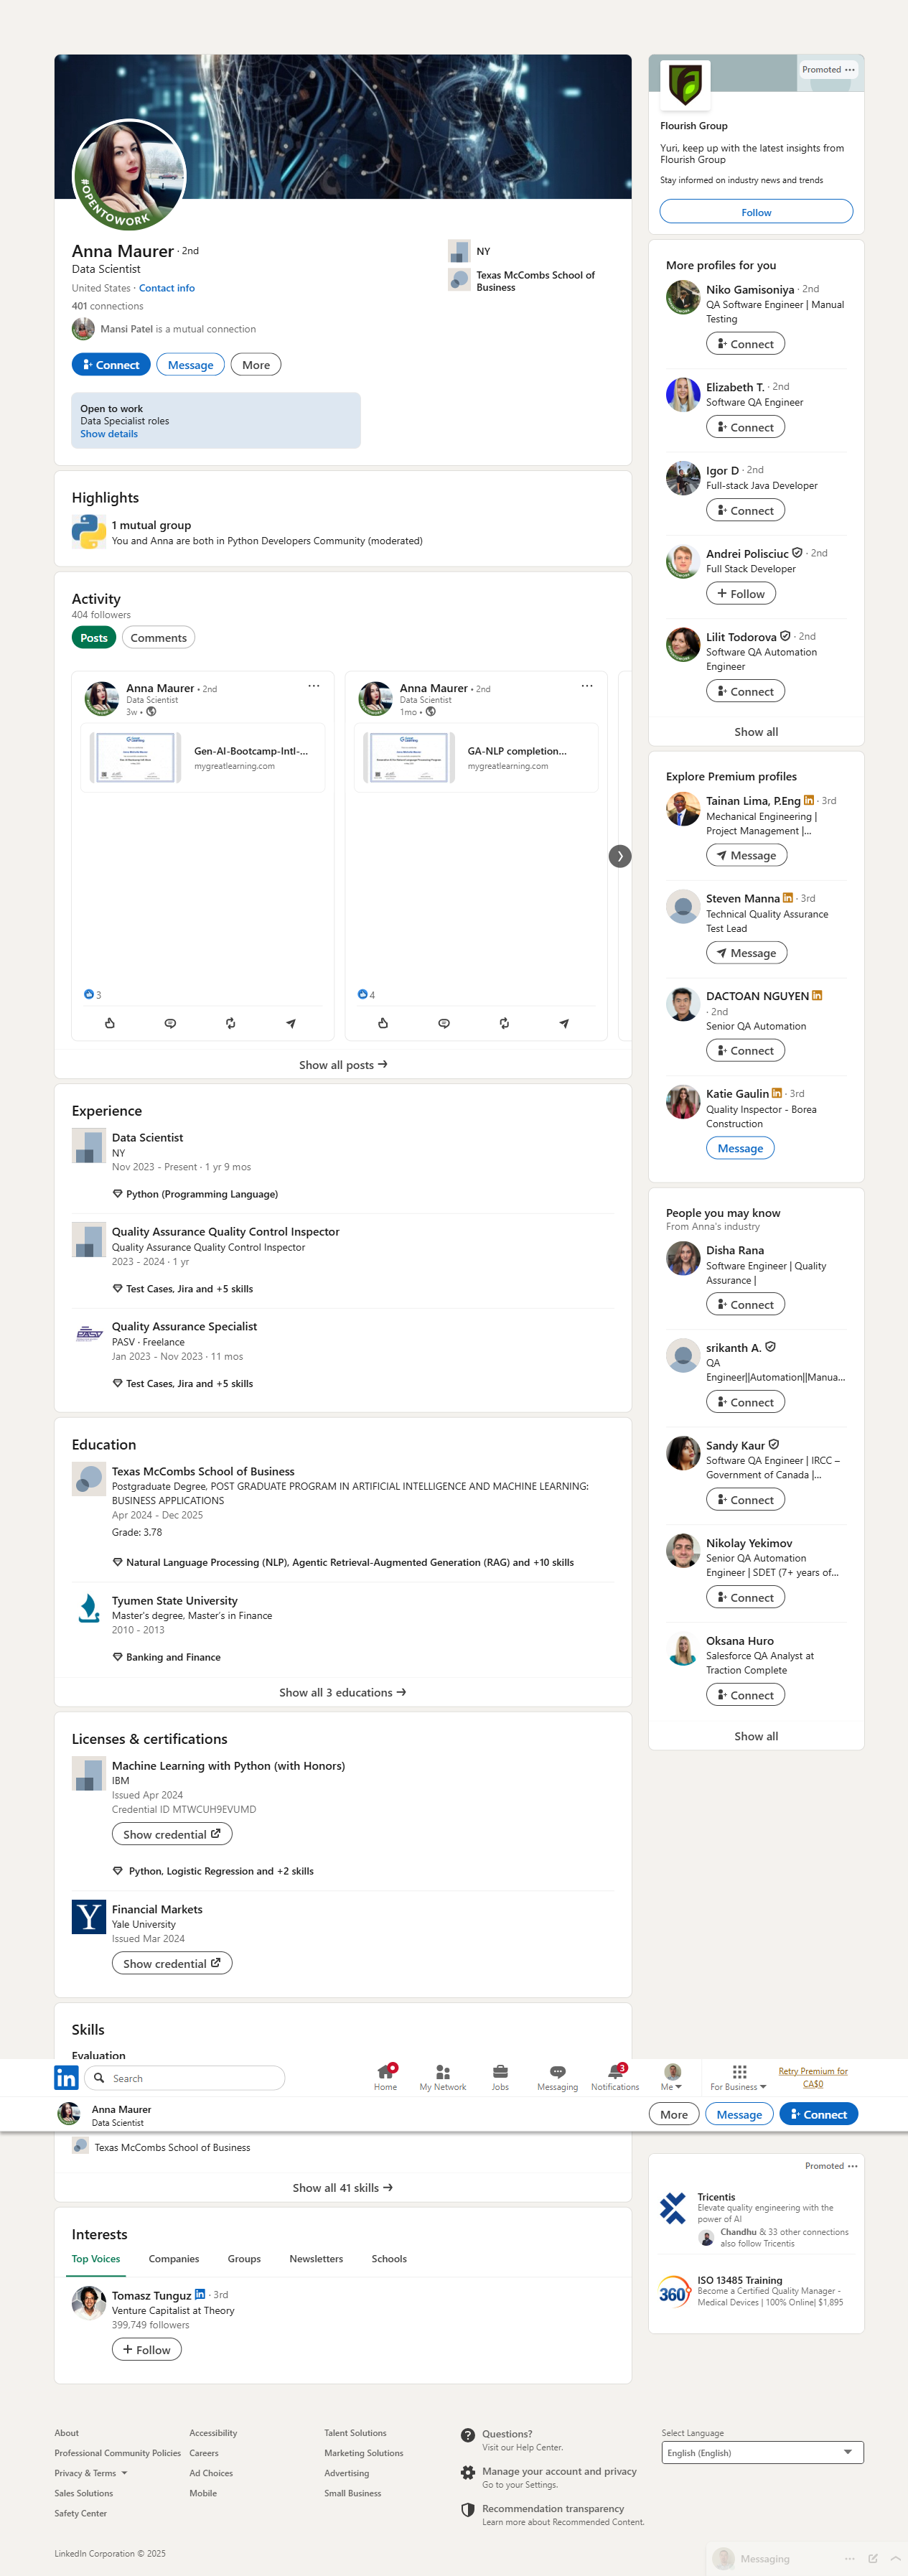 #OPENTOWORK
Anna Maurer · 2nd
Data Scientist
United States · Contact info
401 connections
Mansi Patel is a mutual connection
Connect
Message
More
NY
Texas McCombs School of
Business
Open to work
Data Specialist roles
Show details
Highlights
1 mutual group
You and Anna are both in Python Developers Community (moderated)
Activity
404 followers
Posts
Comments
Anna Maurer • 2nd
Data Scientist
3w •
Gen-AI-Bootcamp-Intl-...
mygreatlearning.com
3
Anna Maurer • 2nd
Data Scientist
1mo •
GA-NLP completion...
mygreatlearning.com
4
Show all posts
Experience
Data Scientist
NY
Nov 2023 - Present · 1 yr 9 mos
Python (Programming Language)
Quality Assurance Quality Control Inspector
Quality Assurance Quality Control Inspector
2023 - 2024 · 1 yr
Test Cases, Jira and +5 skills
PASV
Quality Assurance Specialist
PASV · Freelance
Jan 2023 - Nov 2023 · 11 mos
Test Cases, Jira and +5 skills
Education
Texas McCombs School of Business
Postgraduate Degree, POST GRADUATE PROGRAM IN ARTIFICIAL INTELLIGENCE AND MACHINE LEARNING:
BUSINESS APPLICATIONS
Apr 2024 - Dec 2025
Grade: 3.78
Natural Language Processing (NLP), Agentic Retrieval-Augmented Generation (RAG) and +10 skills
Tyumen State University
Master's degree, Master's in Finance
2010 - 2013
Banking and Finance
Show all 3 educations
Licenses & certifications
Machine Learning with Python (with Honors)
IBM
Issued Apr 2024
Credential ID MTWCUH9EVUMD
Show credential
Python, Logistic Regression and +2 skills
Y
Financial Markets
Yale University
Issued Mar 2024
Show credential
Skills
Evaluation
in
Search
Home
My Network
Jobs
Messaging
3
Notifications
Me
For Business
Retry Premium for
CA$0
Anna Maurer
Data Scientist
More
Message
Connect
Texas McCombs School of Business
Show all 41 skills
Interests
Top Voices
Companies
Groups
Newsletters
Schools
Tomasz Tunguz in · 3rd
Venture Capitalist at Theory
399,749 followers
Follow
Promoted
Flourish Group
Yuri, keep up with the latest insights from
Flourish Group
Stay informed on industry news and trends
Follow
More profiles for you
Niko Gamisoniya · 2nd
QA Software Engineer | Manual
Testing
Connect
Elizabeth T. · 2nd
Software QA Engineer
Connect
Igor D · 2nd
Full-stack Java Developer
Connect
Andrei Polisciuc · 2nd
Full Stack Developer
Follow
Lilit Todorova · 2nd
Software QA Automation
Engineer
Connect
Show all
Explore Premium profiles
Tainan Lima, P.Eng in · 3rd
Mechanical Engineering |
Project Management |...
Message
Steven Manna in · 3rd
Technical Quality Assurance
Test Lead
Message
DACTOAN NGUYEN in
· 2nd
Senior QA Automation
Connect
Katie Gaulin in · 3rd
Quality Inspector - Borea
Construction
Message
People you may know
From Anna's industry
Disha Rana
Software Engineer | Quality
Assurance |
Connect
srikanth A.
QA
Engineer||Automation||Manua...
Connect
Sandy Kaur
Software QA Engineer | IRCC –
Government of Canada |...
Connect
Nikolay Yekimov
Senior QA Automation
Engineer | SDET (7+ years of...
Connect
Oksana Huro
Salesforce QA Analyst at
Traction Complete
Connect
Show all
Promoted
Tricentis
Elevate quality engineering with the
power of AI
Chandhu & 33 other connections
also follow Tricentis
360
ISO 13485 Training
Become a Certified Quality Manager -
Medical Devices | 100% Online| $1,895
About
Accessibility
Talent Solutions
Professional Community Policies
Careers
Marketing Solutions
Privacy & Terms
Ad Choices
Advertising
Sales Solutions
Mobile
Small Business
Safety Center
Questions?
Visit our Help Center.
Manage your account and privacy
Go to your Settings.
Recommendation transparency
Learn more about Recommended Content.
Select Language
English (English)
LinkedIn Corporation © 2025
Messaging